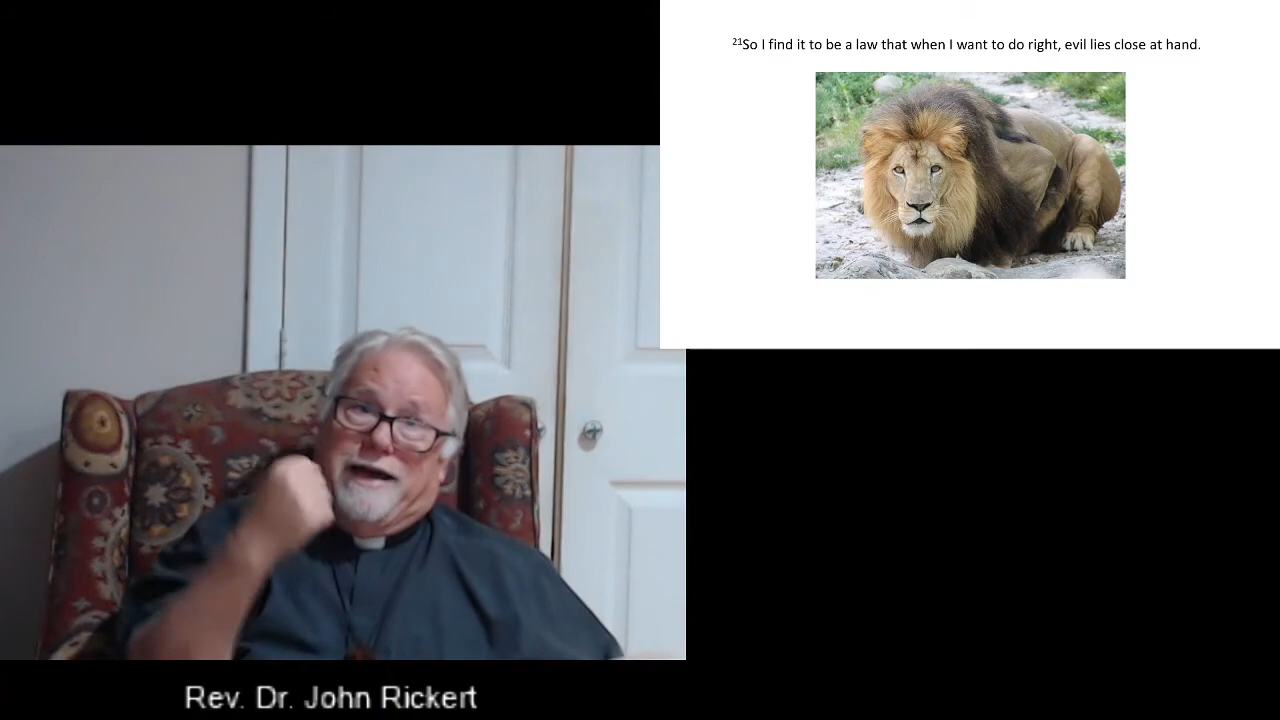 ²¹So I find it to be a law that when I want to do right, evil lies close at hand.
Rev. Dr. John Rickert